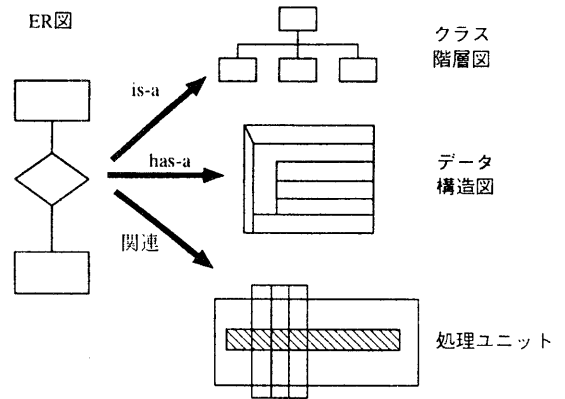 ER図
クラス
階層図
is-a
has-a
データ
構造図
関連
処理ユニット